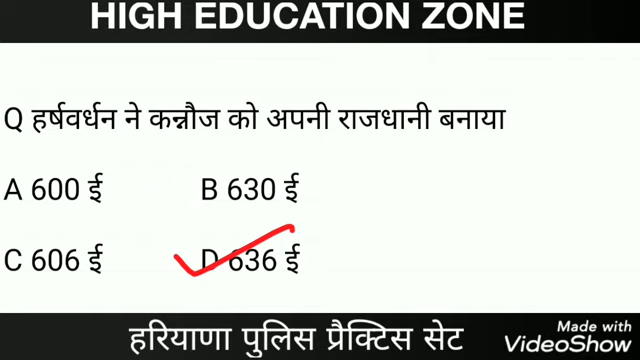 HIGH EDUCATION ZONE
Q हर्षवर्धन ने कन्नौज को अपनी राजधानी बनाया
A 600 ई B 630 ई
C 606 ई D 636 ई
हरियाणा पुलिस प्रैक्टिस सेट
Made with
VideoShow